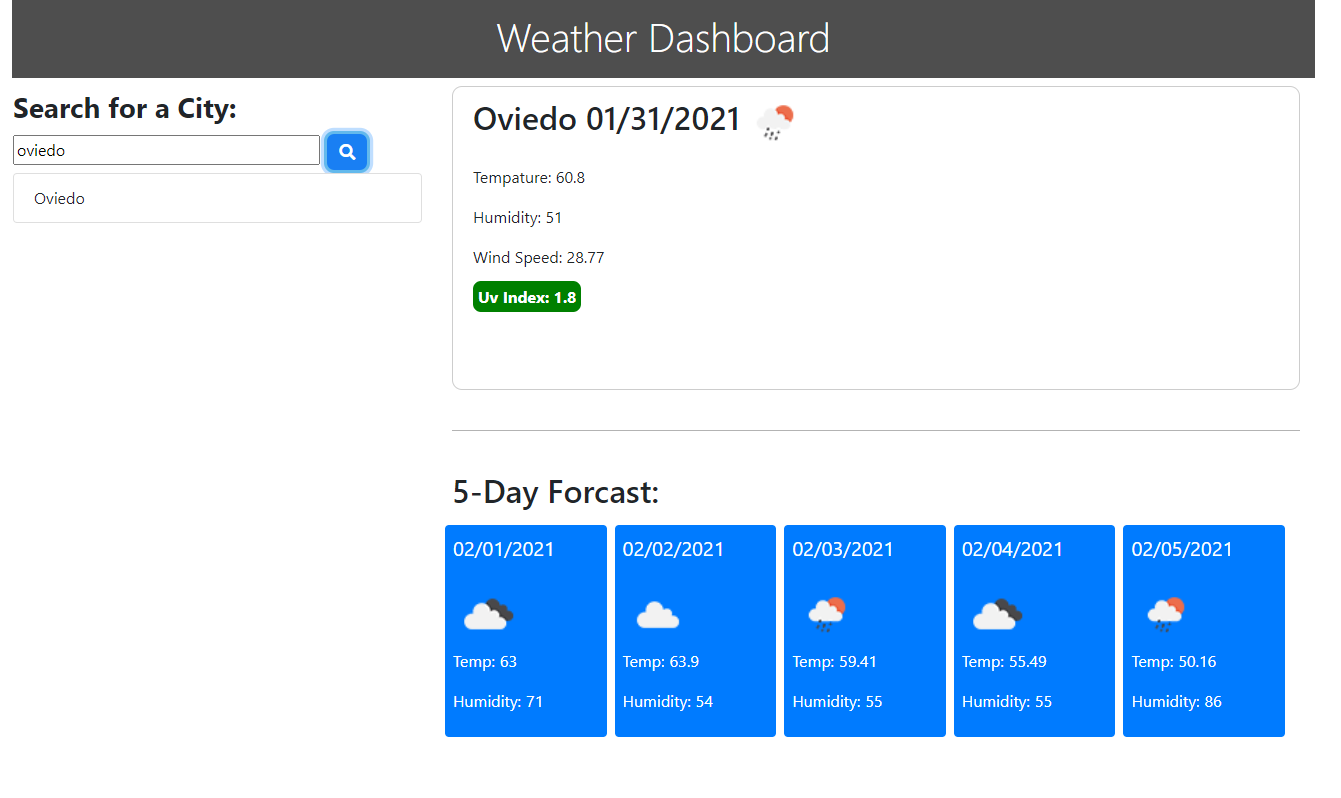 Weather Dashboard
Search for a City:
oviedo
Oviedo
Oviedo 01/31/2021
Tempature: 60.8
Humidity: 51
Wind Speed: 28.77
Uv Index: 1.8
5-Day Forcast:
02/01/2021
Temp: 63
Humidity: 71
02/02/2021
Temp: 63.9
Humidity: 54
02/03/2021
Temp: 59.41
Humidity: 55
02/04/2021
Temp: 55.49
Humidity: 55
02/05/2021
Temp: 50.16
Humidity: 86